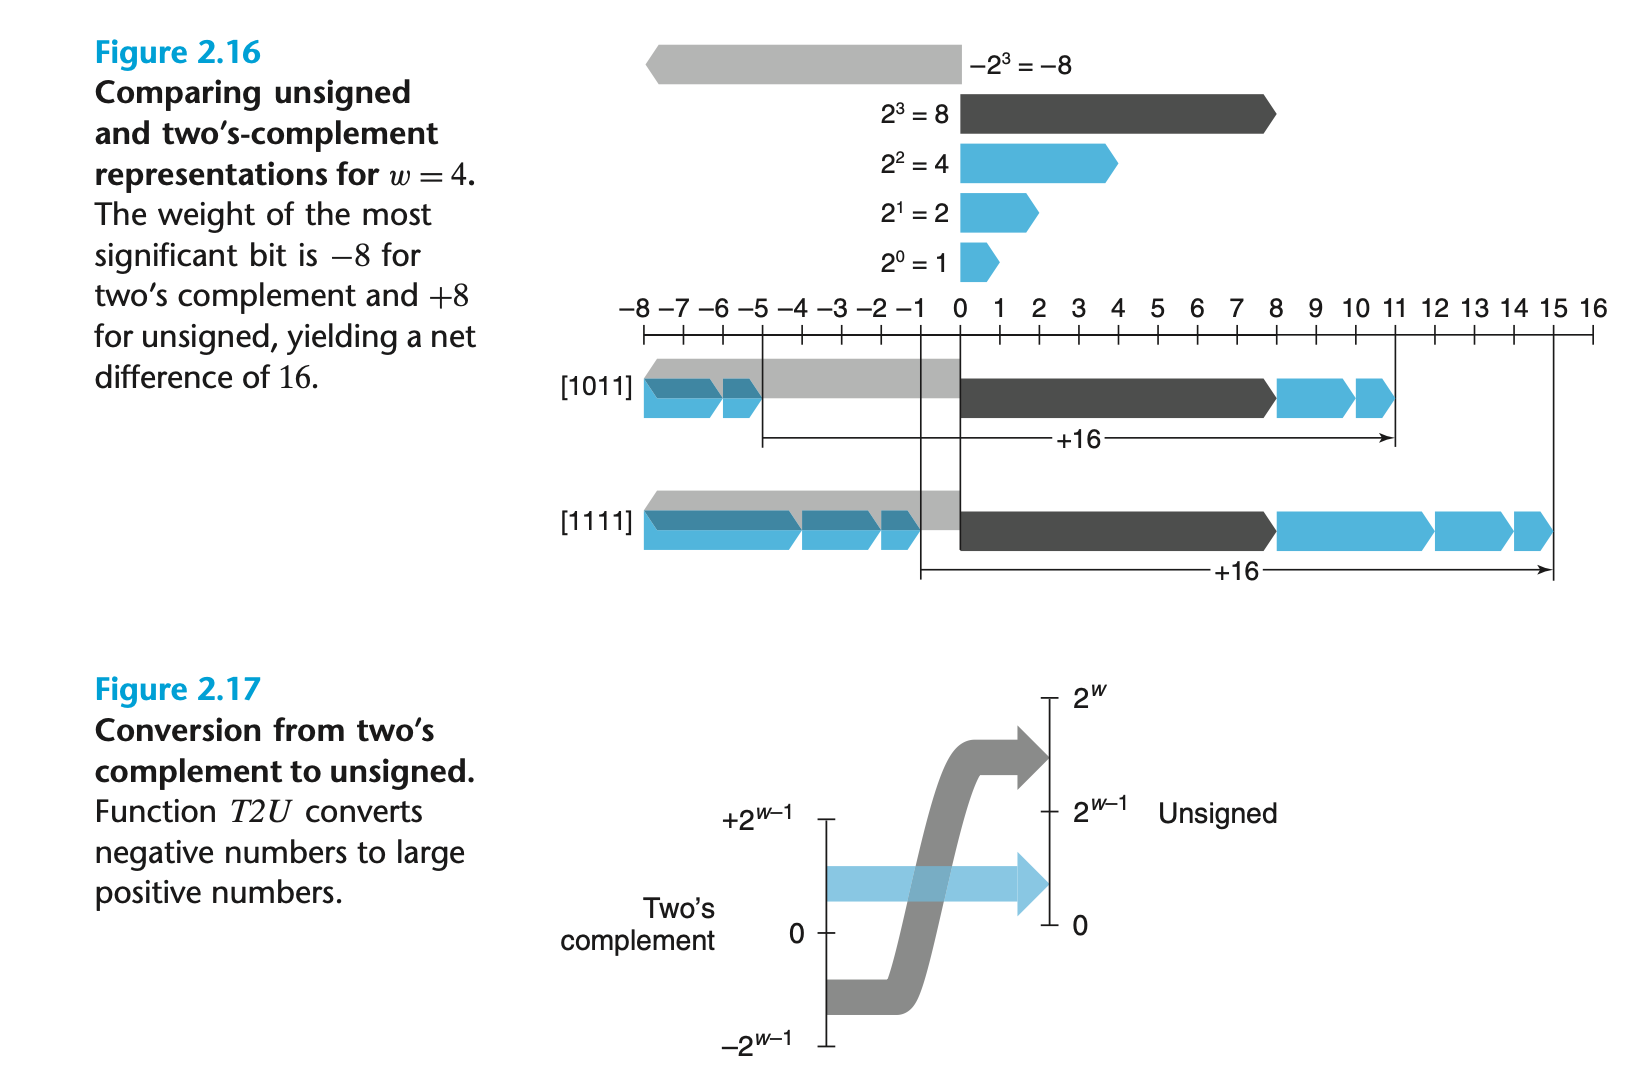 Figure 2.16
Comparing unsigned
and two’s-complement
representations for w = 4.
The weight of the most
significant bit is −8 for
two’s complement and +8
for unsigned, yielding a net
difference of 16.
−2³ = −8
2³ = 8
2² = 4
2¹ = 2
2⁰ = 1
−8 −7 −6 −5 −4 −3 −2 −1 0 1 2 3 4 5 6 7 8 9 10 11 12 13 14 15 16
[1011]
+16
[1111]
+16
Figure 2.17
Conversion from two’s
complement to unsigned.
Function T2U converts
negative numbers to large
positive numbers.
2ʷ
+2ʷ⁻¹
2ʷ⁻¹ Unsigned
Two’s
complement
0
0
−2ʷ⁻¹